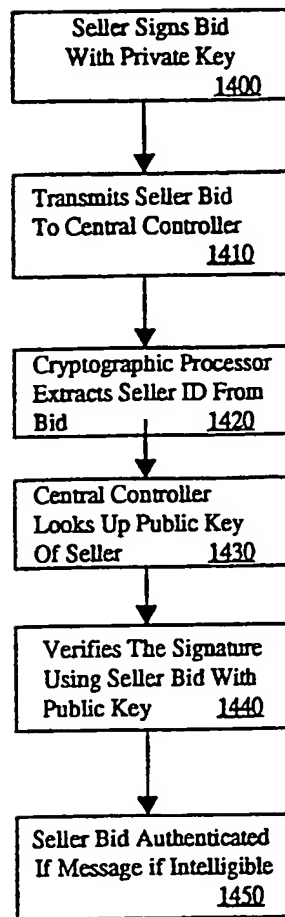 Seller Signs Bid
With Private Key
1400
Transmits Seller Bid
To Central Controller
1410
Cryptographic Processor
Extracts Seller ID From
Bid 1420
Central Controller
Looks Up Public Key
Of Seller 1430
Verifies The Signature
Using Seller Bid With
Public Key 1440
Seller Bid Authenticated
If Message if Intelligible
1450